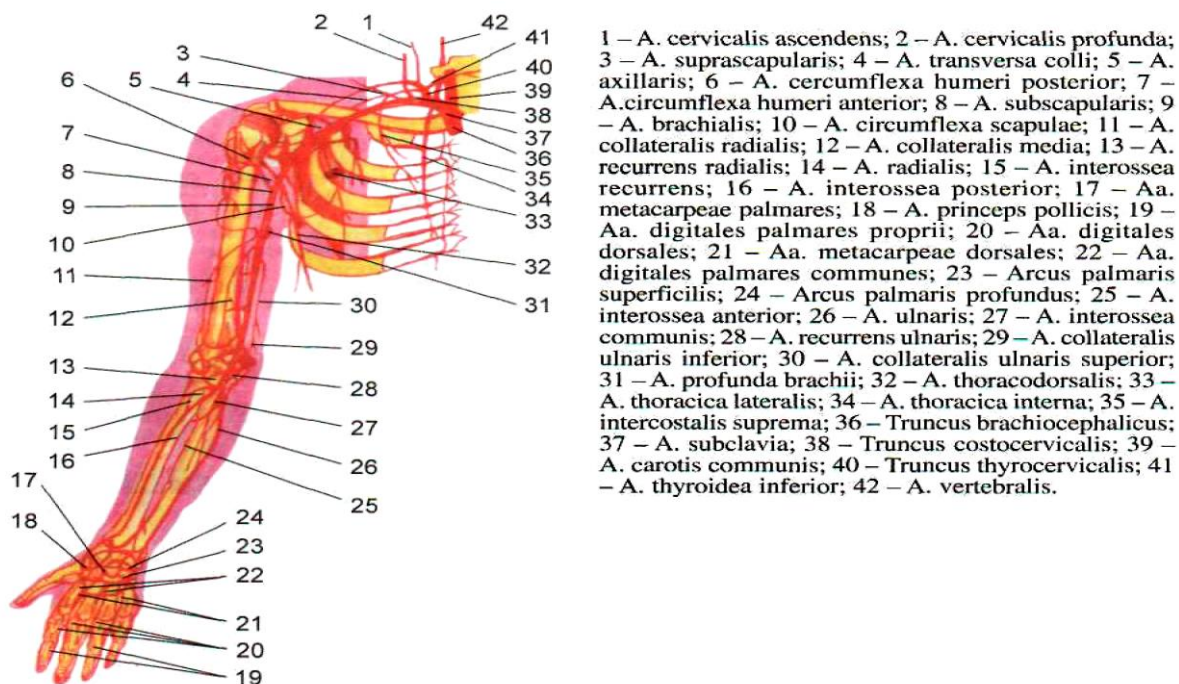 2
1
42
3
5
4
6
7
8
9
10
11
12
13
14
15
16
17
18
41
40
39
38
37
36
35
34
33
32
31
30
29
28
27
26
25
24
23
22
21
20
19
1 – A. cervicalis ascendens; 2 – A. cervicalis profunda;
3 – A. suprascapularis; 4 – A. transversa colli; 5 – A.
axillaris; 6 – A. cercumflexa humeri posterior; 7 –
A.circumflexa humeri anterior; 8 – A. subscapularis; 9
– A. brachialis; 10 – A. circumflexa scapulae; 11 – A.
collateralis radialis; 12 – A. collateralis media; 13 – A.
recurrens radialis; 14 – A. radialis; 15 – A. interossea
recurrens; 16 – A. interossea posterior; 17 – Aa.
metacarpeae palmares; 18 – A. princeps pollicis; 19 –
Aa. digitales palmares proprii; 20 – Aa. digitales
dorsales; 21 – Aa. metacarpeae dorsales; 22 – Aa.
digitales palmares communes; 23 – Arcus palmaris
superficilis; 24 – Arcus palmaris profundus; 25 – A.
interossea anterior; 26 – A. ulnaris; 27 – A. interossea
communis; 28 – A. recurrens ulnaris; 29 – A. collateralis
ulnaris inferior; 30 – A. collateralis ulnaris superior;
31 – A. profunda brachii; 32 – A. thoracodorsalis; 33 –
A. thoracica lateralis; 34 – A. thoracica interna; 35 – A.
intercostalis suprema; 36 – Truncus brachiocephalicus;
37 – A. subclavia; 38 – Truncus costocervicalis; 39 –
A. carotis communis; 40 – Truncus thyrocervicalis; 41
– A. thyroidea inferior; 42 – A. vertebralis.